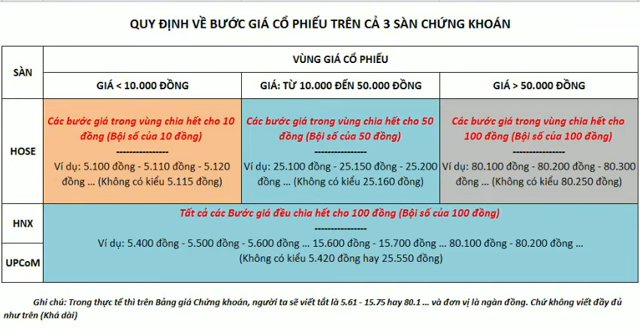 QUY ĐỊNH VỀ BƯỚC GIÁ CỔ PHIẾU TRÊN CẢ 3 SÀN CHỨNG KHOÁN
SÀN
VÙNG GIÁ CỔ PHIẾU
GIÁ < 10.000 ĐỒNG
GIÁ: TỪ 10.000 ĐẾN 50.000 ĐỒNG
GIÁ > 50.000 ĐỒNG
HOSE
Các bước giá trong vùng chia hết cho 10
đồng (Bội số của 10 đồng)
----------------
Ví dụ: 5.100 đồng - 5.110 đồng - 5.120
đồng ... (Không có kiểu 5.115 đồng)
Các bước giá trong vùng chia hết cho 50
đồng (Bội số của 50 đồng)
----------------
Ví dụ: 25.100 đồng - 25.150 đồng - 25.200
đồng ... (Không có kiểu 25.160 đồng)
Các bước giá trong vùng chia hết cho
100 đồng (Bội số của 100 đồng)
----------------
Ví dụ: 80.100 đồng - 80.200 đồng - 80.300
đồng ... (Không có kiểu 80.250 đồng)
HNX
UPCoM
Tất cả các Bước giá đều chia hết cho 100 đồng (Bội số của 100 đồng)
----------------
Ví dụ: 5.400 đồng - 5.500 đồng - 5.600 đồng ... 15.600 đồng - 15.700 đồng ... 80.100 đồng - 80.200 đồng ...
(Không có kiểu 5.420 đồng hay 25.550 đồng)
Ghi chú: Trong thực tế thì trên Bảng giá Chứng khoán, người ta sẽ viết tắt là 5.61 - 15.75 hay 80.1 ... và đơn vị là ngàn đồng. Chứ không viết đầy đủ
như trên (Khá dài)